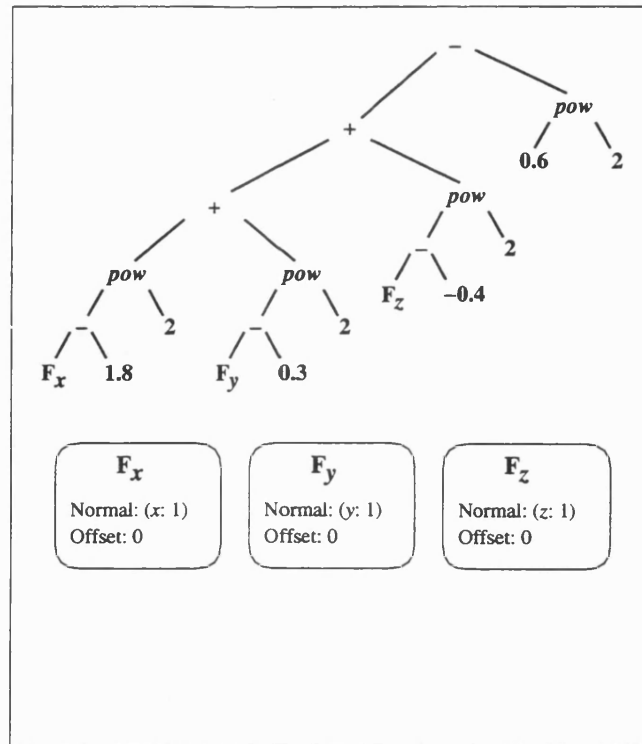 −
pow
+
0.6 2
pow
+
− 2
pow pow
F_z −0.4
− 2 − 2
F_x 1.8 F_y 0.3
F_x F_y F_z
Normal: (x: 1) Normal: (y: 1) Normal: (z: 1)
Offset: 0 Offset: 0 Offset: 0